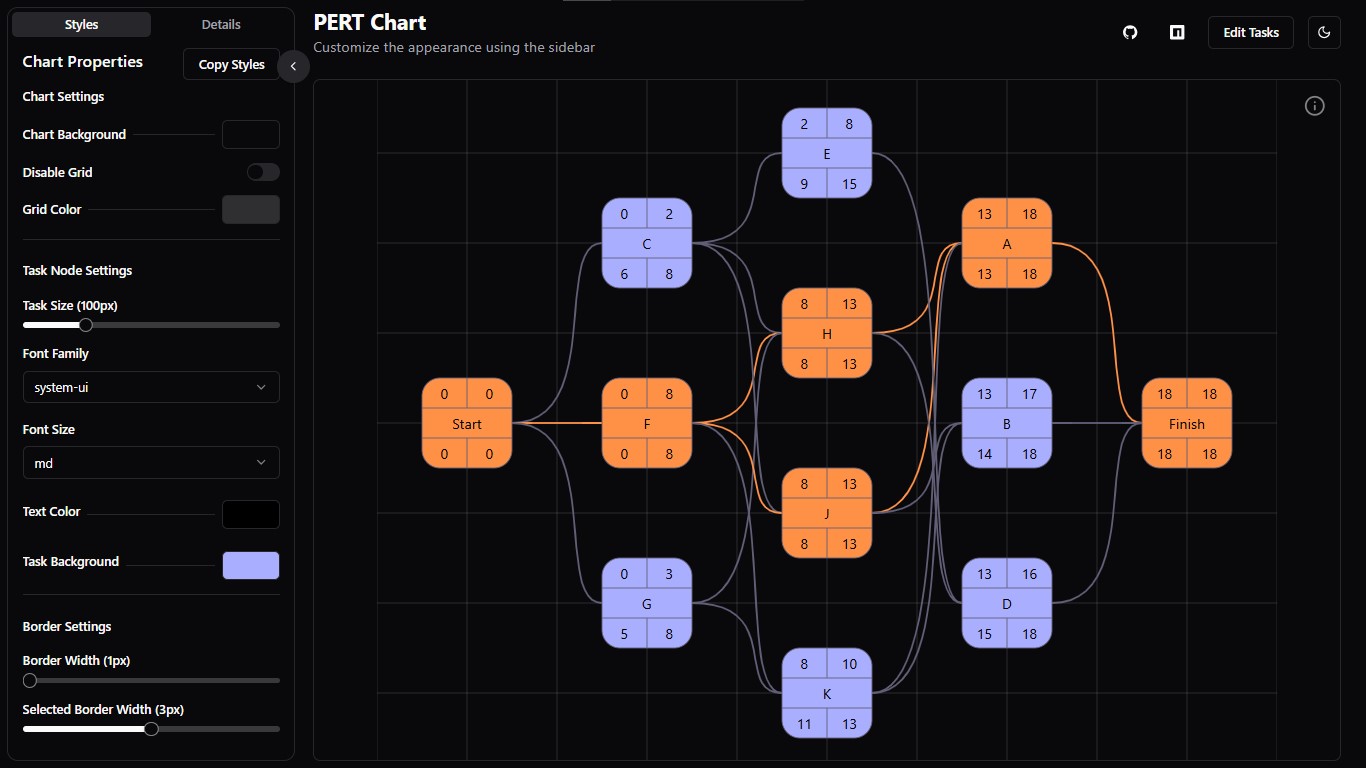 Styles Details
Chart Properties Copy Styles
Chart Settings
Chart Background
Disable Grid
Grid Color
Task Node Settings
Task Size (100px)
Font Family
system-ui
Font Size
md
Text Color
Task Background
Border Settings
Border Width (1px)
Selected Border Width (3px)
PERT Chart
Customize the appearance using the sidebar
Edit Tasks
0 0
Start
0 0
0 2
C
6 8
0 8
F
0 8
0 3
G
5 8
2 8
E
9 15
8 13
H
8 13
8 13
J
8 13
8 10
K
11 13
13 18
A
13 18
13 17
B
14 18
13 16
D
15 18
18 18
Finish
18 18